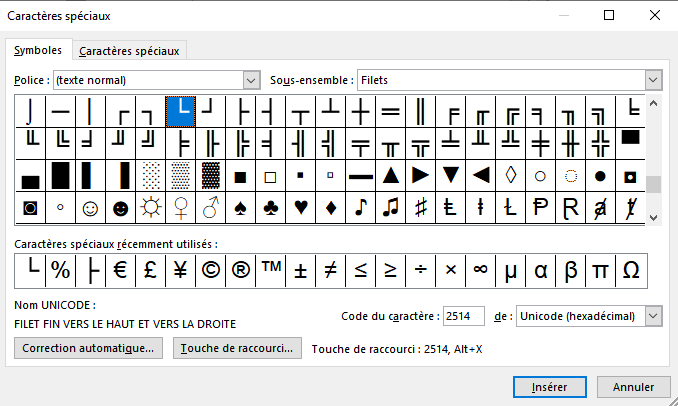 Caractères spéciaux
Symboles Caractères spéciaux
Police : (texte normal) Sous-ensemble : Filets
⌡ ─ │ ┌ ┐ └ ┘ ├ ┤ ┬ ┴ ┼ ═ ║ ╒ ╓ ╔ ╕ ╖ ╗ ╘
╙ ╚ ╛ ╜ ╝ ╞ ╟ ╠ ╡ ╢ ╣ ╤ ╥ ╦ ╧ ╨ ╩ ╪ ╫ ╬ ▀
▄ █ ▌ ▐ ░ ▒ ▓ ■ □ ▪ ▫ ▬ ▲ ► ▼ ◄ ◊ ○ ◌ ● ◘
◙ ◦ ☺ ☻ ☼ ♀ ♂ ♠ ♣ ♥ ♦ ♪ ♫ ♯ Ⱡ ⱡ Ɫ Ᵽ Ɽ ⱥ ⱦ
Caractères spéciaux récemment utilisés :
└ % ├ € £ ¥ © ® ™ ± ≠ ≤ ≥ ÷ × ∞ µ α β π Ω
Nom UNICODE :
FILET FIN VERS LE HAUT ET VERS LA DROITE
Code du caractère : 2514 de : Unicode (hexadécimal)
Correction automatique... Touche de raccourci... Touche de raccourci : 2514, Alt+X
Insérer Annuler